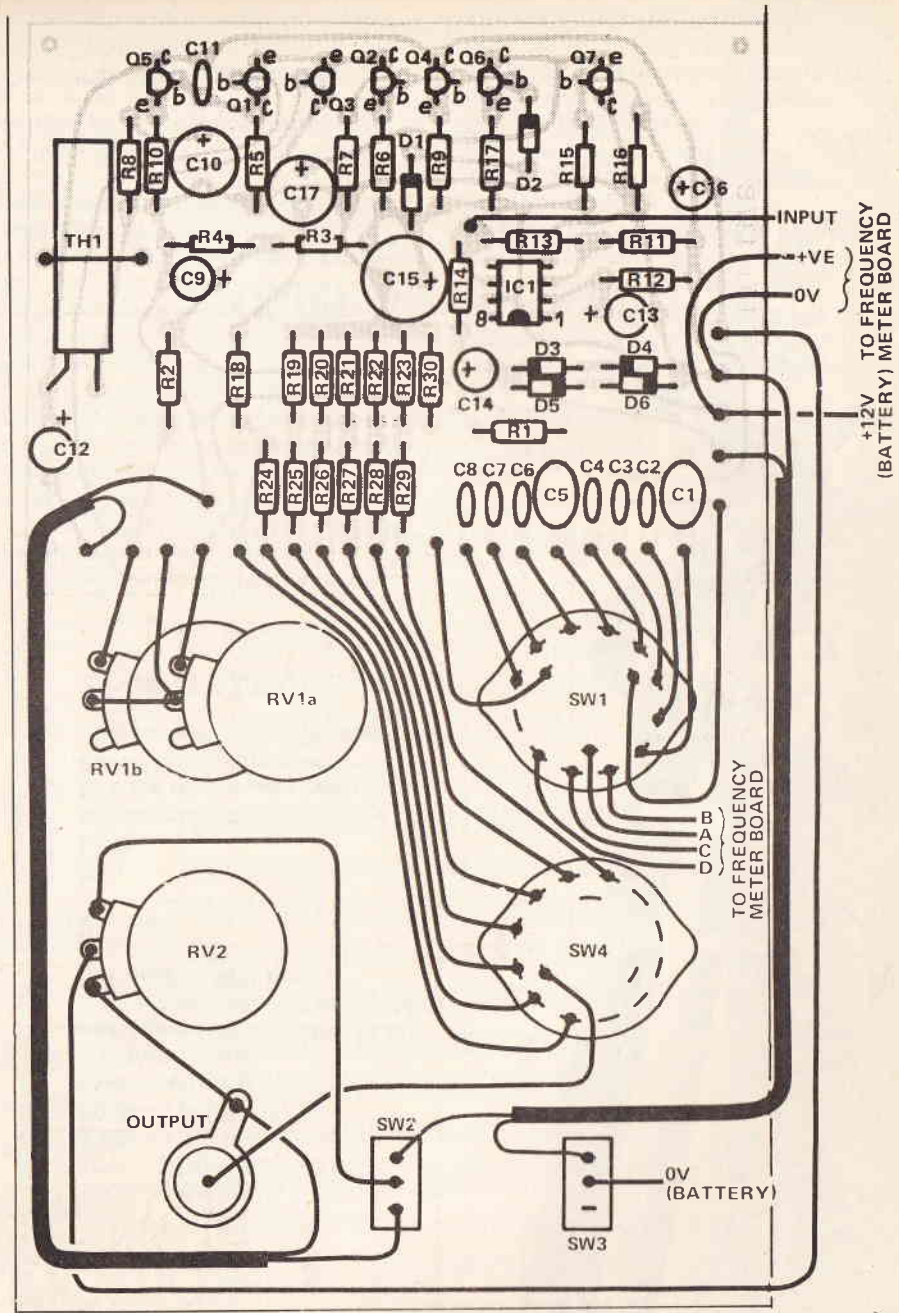 Q5 c b e
C11
e b Q1 c
e b c Q3
Q2 c b e
Q4 c b e
Q6 c b e
Q7 e b c
R8
R10
C10 +
R5
C17 +
R7
R6
D1
R9
R17
D2
R15
R16
+ C16
TH1
R4
R3
C9 +
C15 +
R14
R13
R11
IC1
8 1
R12
+ C13
INPUT
+VE
0V
TO FREQUENCY
METER BOARD
+12V
(BATTERY)
R2
R18
R19
R20
R21
R22
R23
R30
+
C14
D3
D5
D4
D6
R1
+
C12
R24
R25
R26
R27
R28
R29
C8
C7
C6
C5
C4
C3
C2
C1
RV1a
RV1b
SW1
B
A
C
D
TO FREQUENCY
METER BOARD
RV2
SW4
OUTPUT
SW2
0V
(BATTERY)
SW3